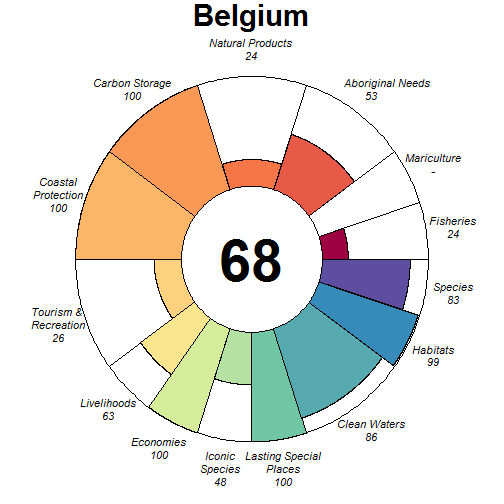 Belgium
Natural Products
24
Carbon Storage
100
Aboriginal Needs
53
Mariculture
-
Coastal
Protection
100
Fisheries
24
68
Species
83
Tourism &
Recreation
26
Habitats
99
Livelihoods
63
Clean Waters
86
Economies
100
Iconic
Species
48
Lasting Special
Places
100